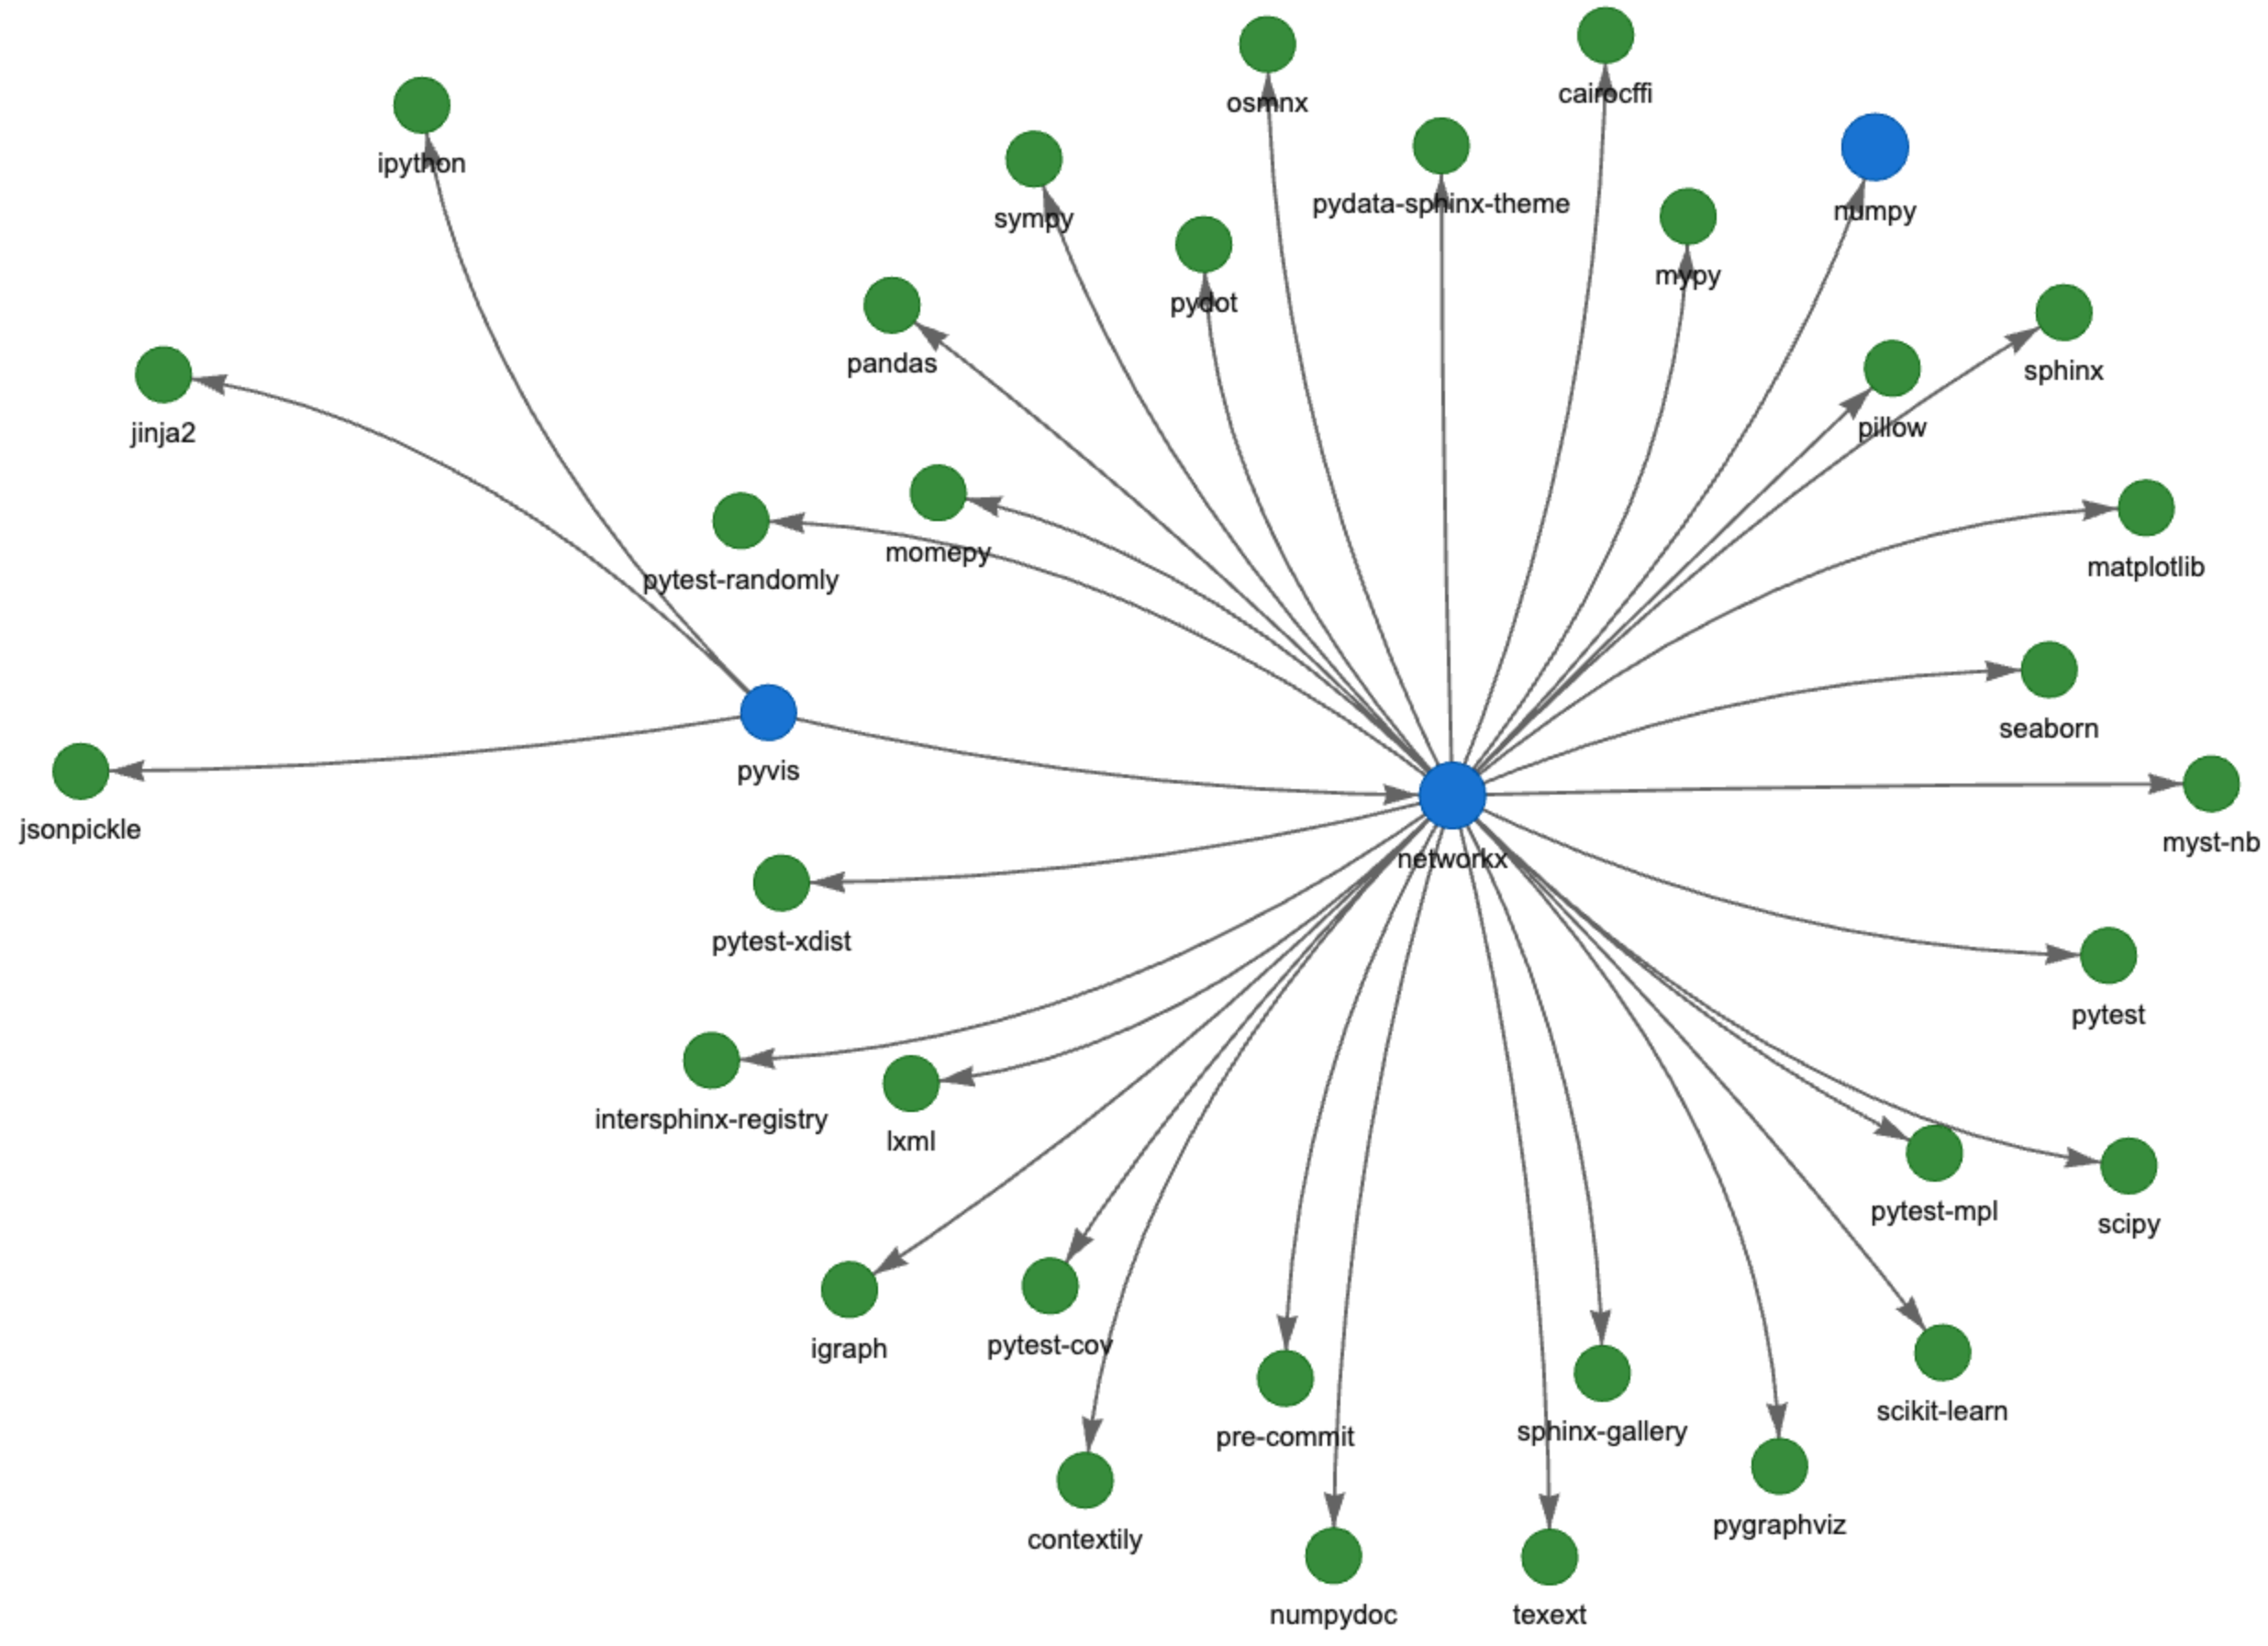 osmnx
cairocffi
ipython
pydata-sphinx-theme
numpy
sympy
mypy
pydot
pandas
sphinx
pillow
jinja2
momepy
matplotlib
pytest-randomly
seaborn
pyvis
jsonpickle
myst-nb
networkx
pytest-xdist
pytest
intersphinx-registry
lxml
pytest-mpl
scipy
igraph
pytest-cov
scikit-learn
sphinx-gallery
pre-commit
pygraphviz
contextily
numpydoc
texext